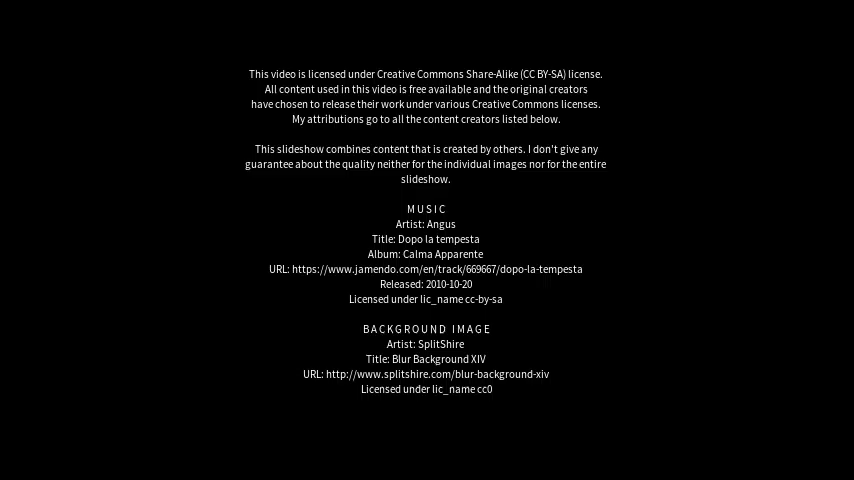 This video is licensed under Creative Commons Share-Alike (CC BY-SA) license.
All content used in this video is free available and the original creators
have chosen to release their work under various Creative Commons licenses.
My attributions go to all the content creators listed below.
This slideshow combines content that is created by others. I don't give any
guarantee about the quality neither for the individual images nor for the entire
slideshow.
MUSIC
Artist: Angus
Title: Dopo la tempesta
Album: Calma Apparente
URL: https://www.jamendo.com/en/track/669667/dopo-la-tempesta
Released: 2010-10-20
Licensed under lic_name cc-by-sa
BACKGROUND IMAGE
Artist: SplitShire
Title: Blur Background XIV
URL: http://www.splitshire.com/blur-background-xiv
Licensed under lic_name cc0